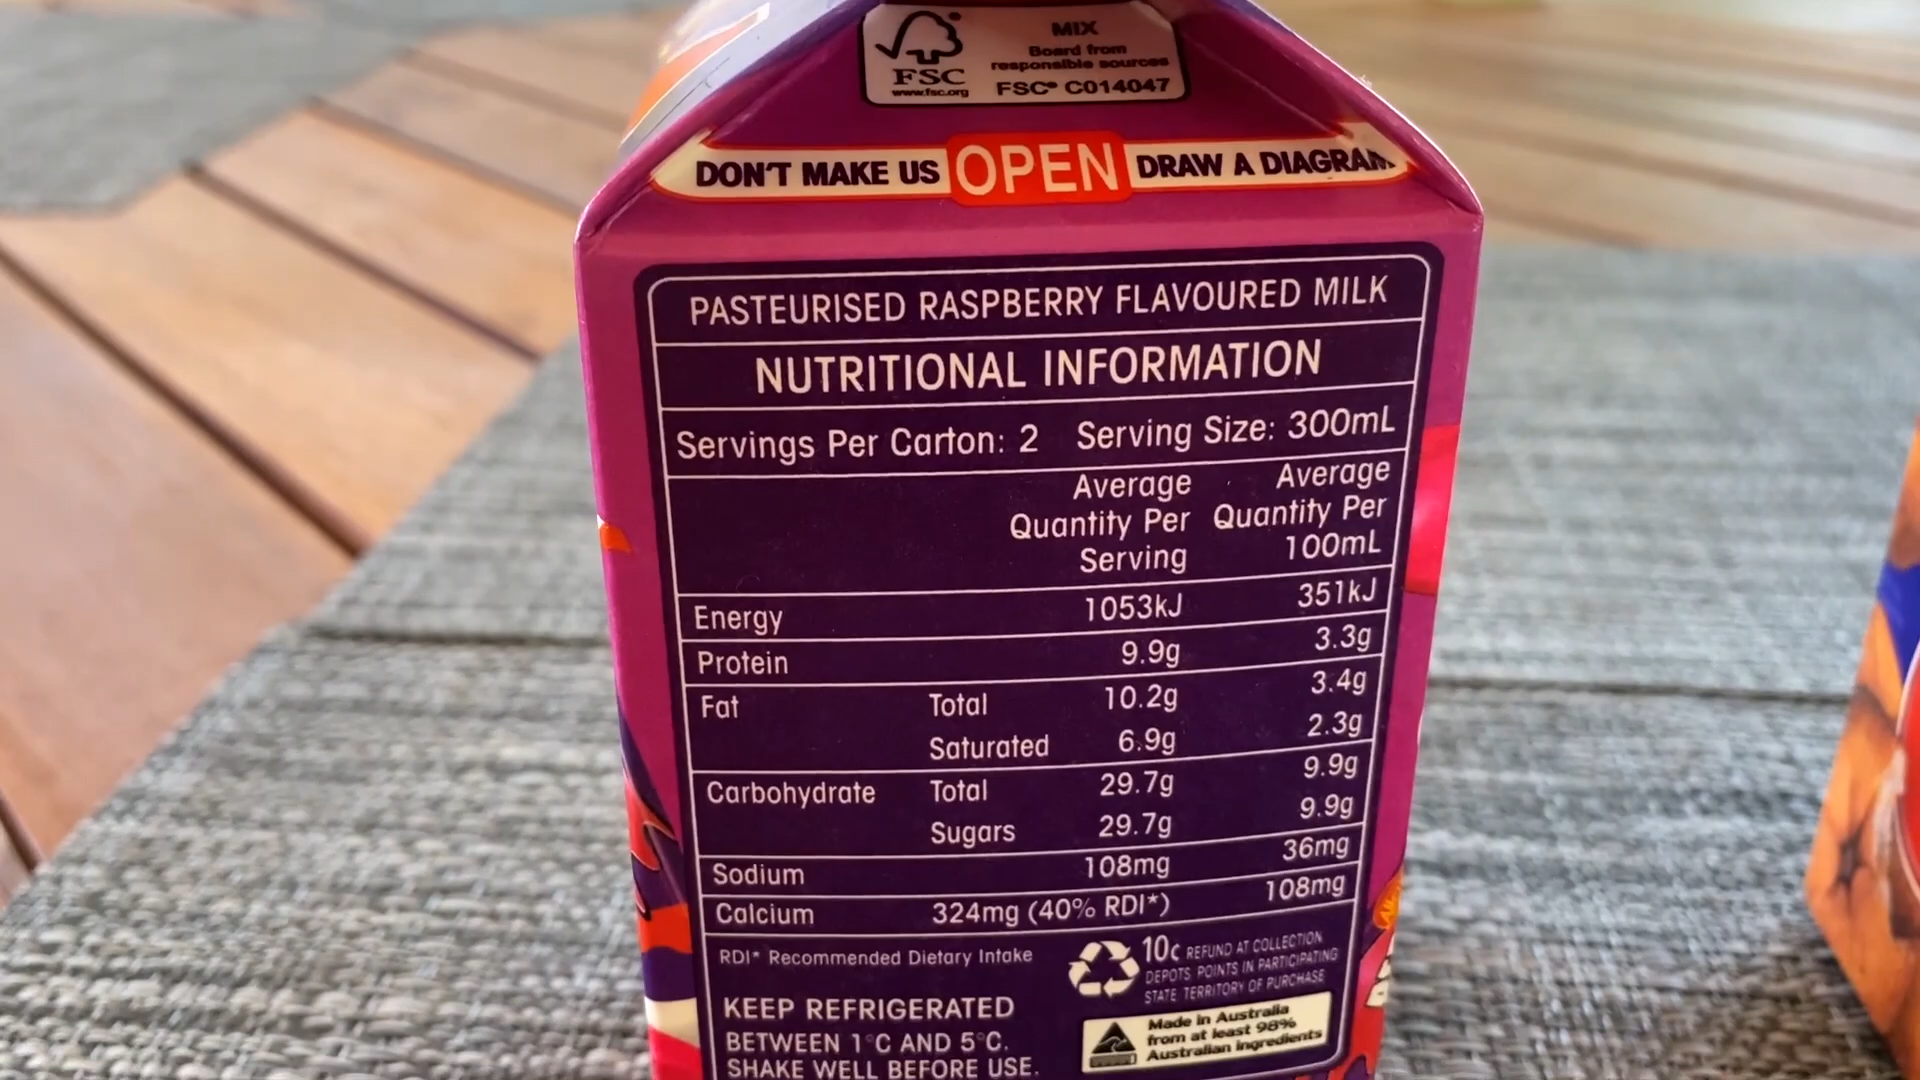 MIX
Board from
responsible sources
FSC
www.fsc.org
FSC® C014047
DON'T MAKE US OPEN DRAW A DIAGRAM
PASTEURISED RASPBERRY FLAVOURED MILK
NUTRITIONAL INFORMATION
Servings Per Carton: 2 Serving Size: 300mL
Average Average
Quantity Per Quantity Per
Serving 100mL
Energy 1053kJ 351kJ
Protein 9.9g 3.3g
Fat Total 10.2g 3.4g
Saturated 6.9g 2.3g
Carbohydrate Total 29.7g 9.9g
Sugars 29.7g 9.9g
Sodium 108mg 36mg
Calcium 324mg (40% RDI*) 108mg
RDI* Recommended Dietary Intake
10c REFUND AT COLLECTION
DEPOTS POINTS IN PARTICIPATING
STATE TERRITORY OF PURCHASE
KEEP REFRIGERATED
BETWEEN 1°C AND 5°C.
SHAKE WELL BEFORE USE.
Made in Australia
from at least 98%
Australian ingredients